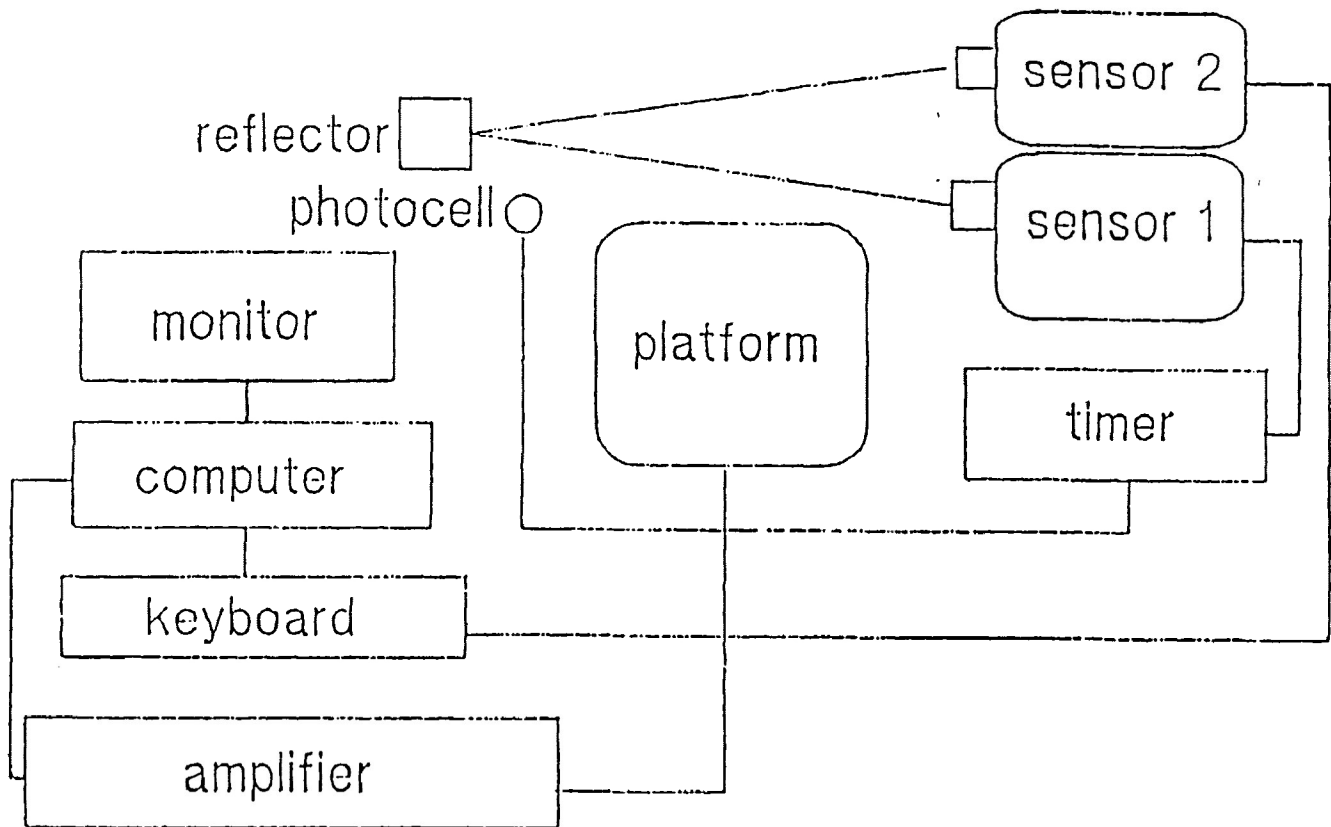 sensor 2
reflector
photocell
sensor 1
monitor
platform
timer
computer
keyboard
amplifier